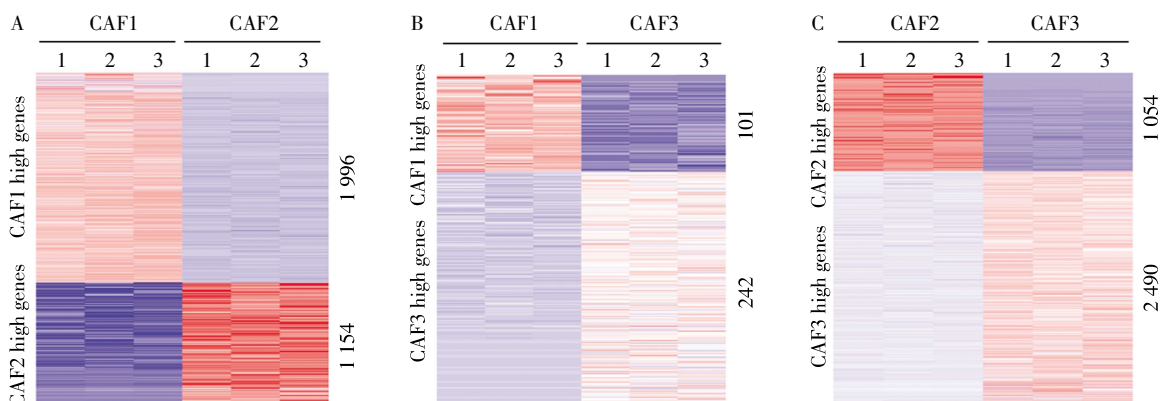 A CAF1 CAF2
1 2 3 1 2 3
CAF1 high genes
1 996
CAF2 high genes
1 154
B CAF1 CAF3
1 2 3 1 2 3
CAF1 high genes
101
CAF3 high genes
242
C CAF2 CAF3
1 2 3 1 2 3
CAF2 high genes
1 054
CAF3 high genes
2 490